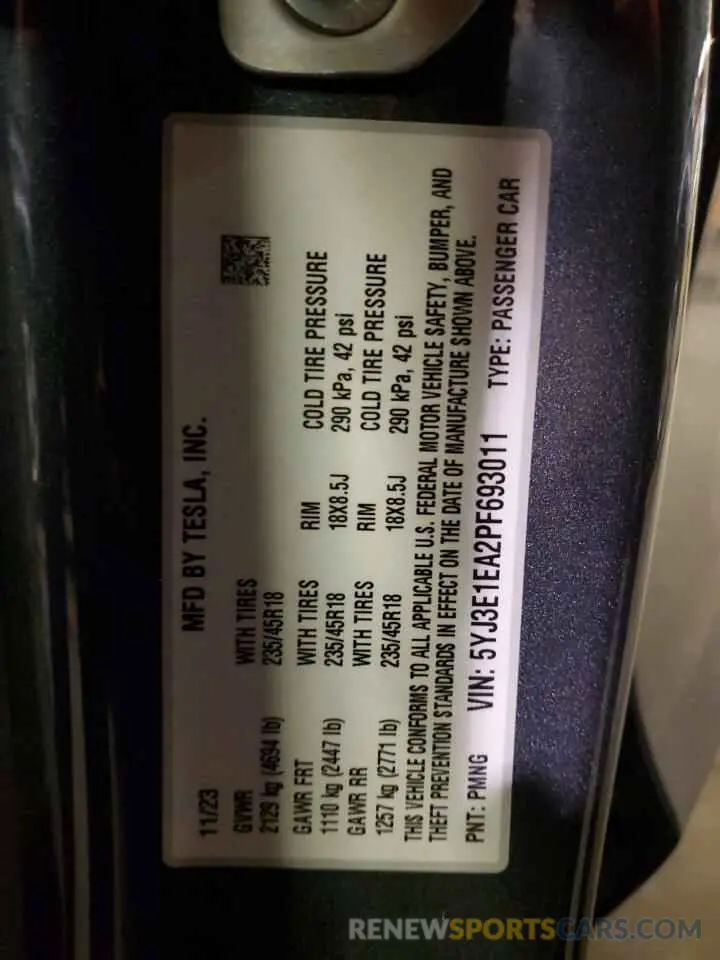 11/23 MFD BY TESLA, INC.
GVWR WITH TIRES
2129 kg (4694 lb) 235/45R18
GAWR FRT WITH TIRES RIM COLD TIRE PRESSURE
1110 kg (2447 lb) 235/45R18 18X8.5J 290 kPa, 42 psi
GAWR RR WITH TIRES RIM COLD TIRE PRESSURE
1257 kg (2771 lb) 235/45R18 18X8.5J 290 kPa, 42 psi
THIS VEHICLE CONFORMS TO ALL APPLICABLE U.S. FEDERAL MOTOR VEHICLE SAFETY, BUMPER, AND
THEFT PREVENTION STANDARDS IN EFFECT ON THE DATE OF MANUFACTURE SHOWN ABOVE.
PNT: PMNG VIN: 5YJ3E1EA2PF693011 TYPE: PASSENGER CAR
RENEWSPORTSCARS.COM